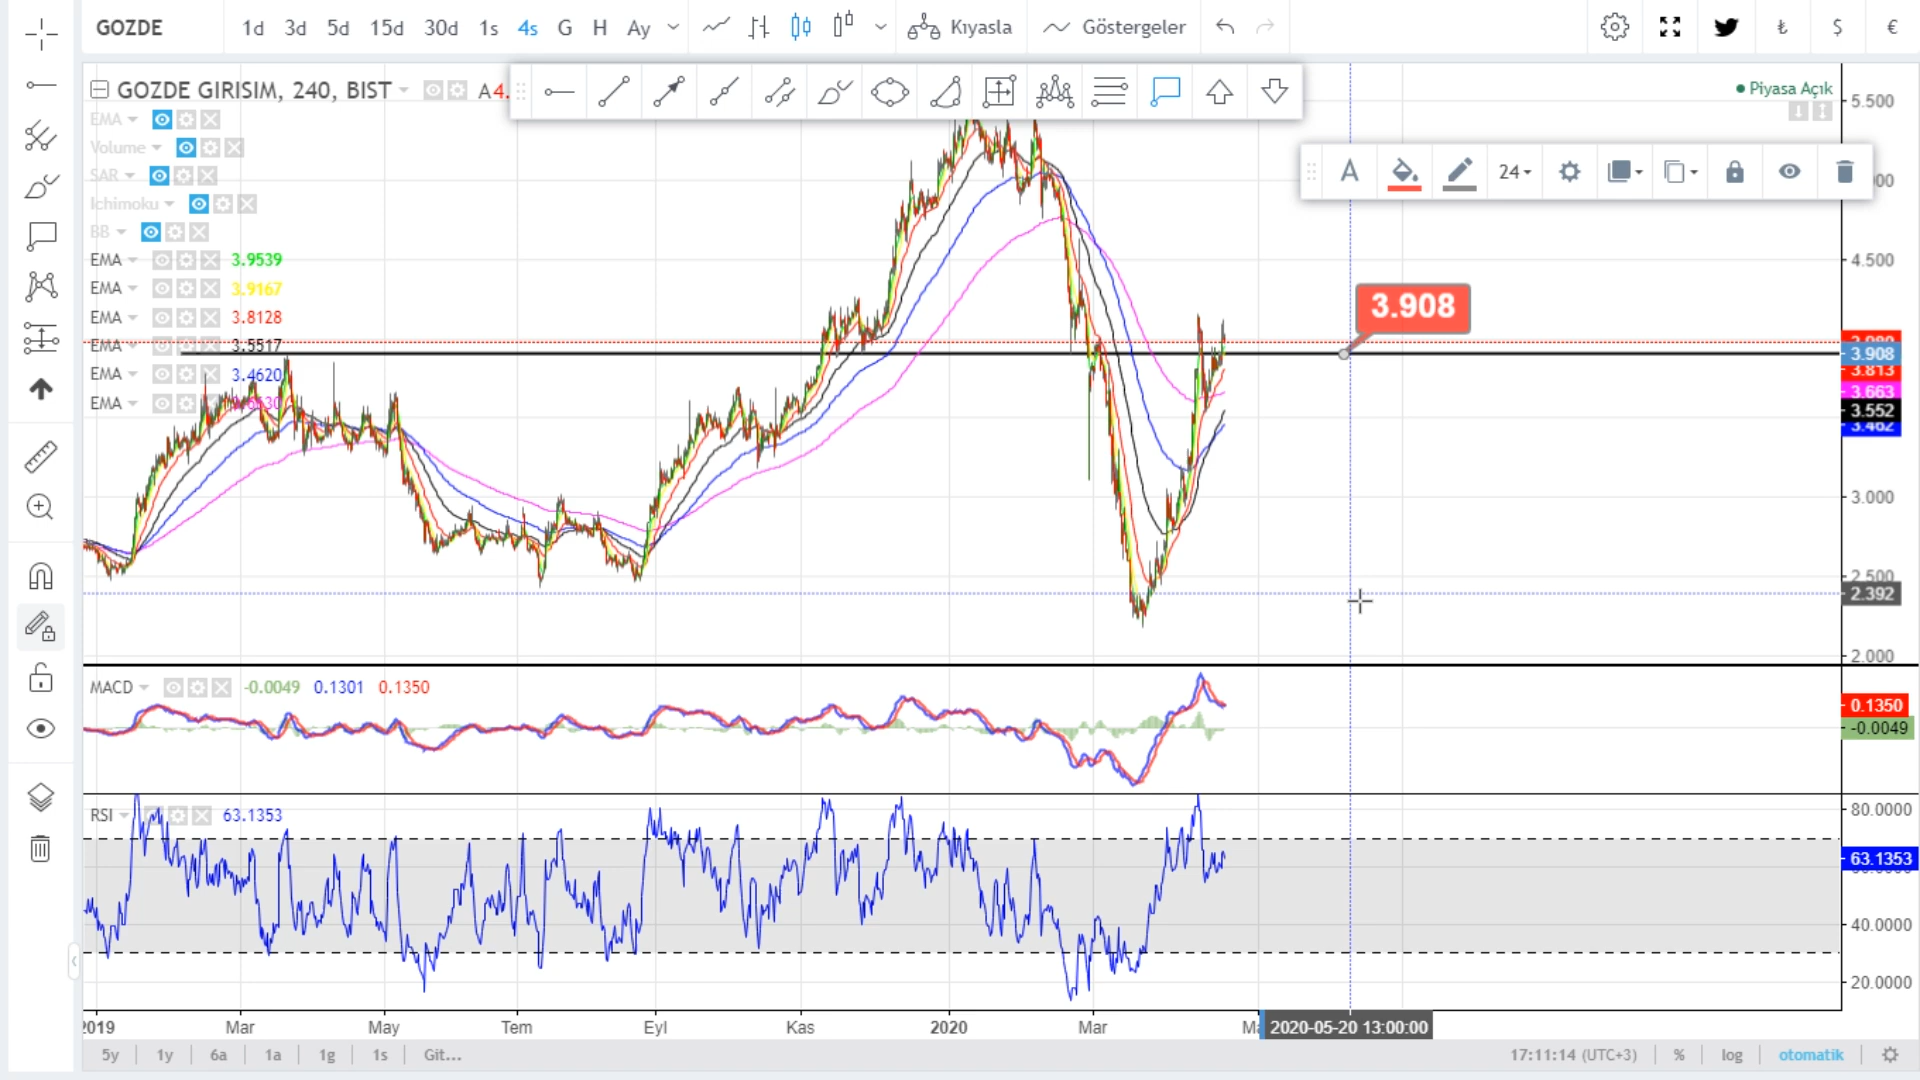 GOZDE 1d 3d 5d 15d 30d 1s 4s G H Ay Kıyasla Göstergeler ₺ $ €
GOZDE GIRISIM, 240, BIST A4.
Piyasa Açık
EMA
Volume
SAR
Ichimoku
BB
EMA 3.9539
EMA 3.9167
EMA 3.8128
EMA 3.5517
EMA 3.4620
EMA
A 24
3.908
5.500
4.500
3.908
3.813
3.663
3.552
3.462
3.000
2.500
2.392
2.000
MACD -0.0049 0.1301 0.1350
0.1350
-0.0049
RSI 63.1353
80.0000
63.1353
40.0000
20.0000
2019 Mar May Tem Eyl Kas 2020 Mar 2020-05-20 13:00:00
5y 1y 6a 1a 1g 1s Git... 17:11:14 (UTC+3) % log otomatik